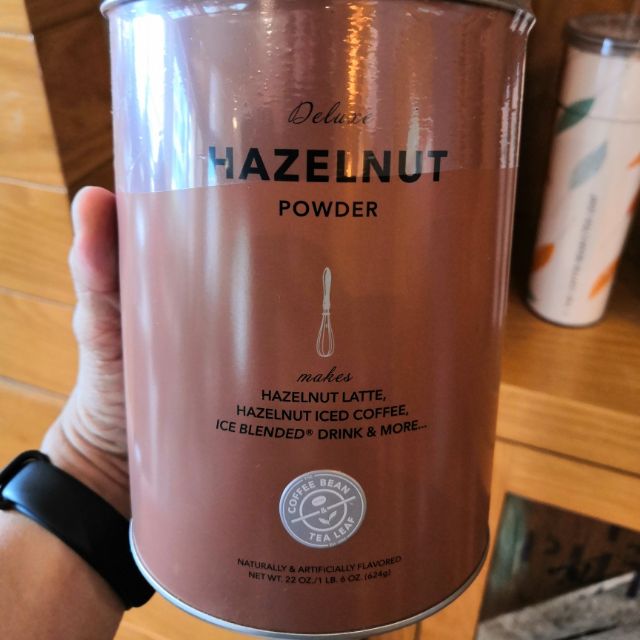 Deluxe
HAZELNUT
POWDER
makes
HAZELNUT LATTE,
HAZELNUT ICED COFFEE,
ICE BLENDED® DRINK & MORE...
COFFEE BEAN
&
TEA LEAF
NATURALLY & ARTIFICIALLY FLAVORED
NET WT. 22 OZ./1 LB. 6 OZ. (624g)